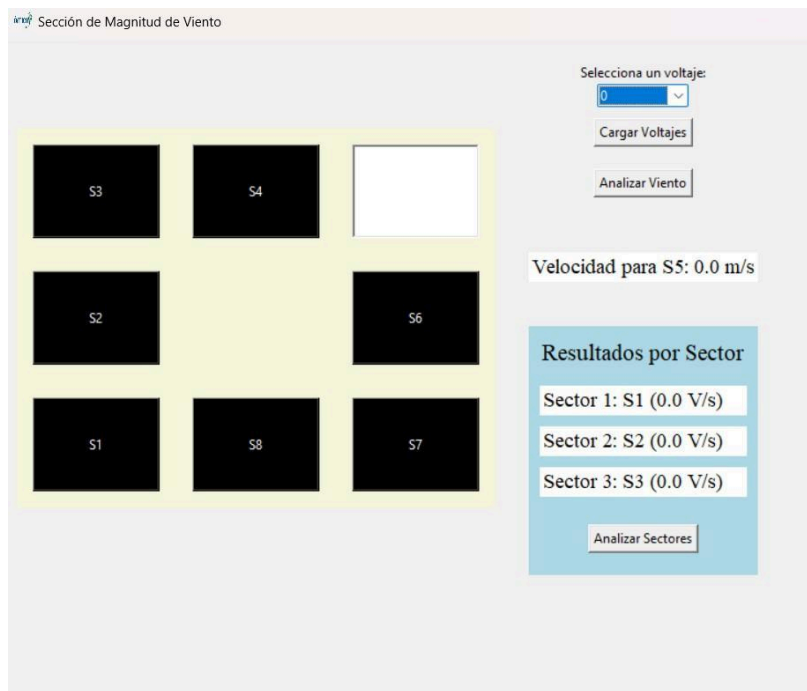 Sección de Magnitud de Viento
Selecciona un voltaje:
0
Cargar Voltajes
Analizar Viento
S3 S4
S2 S6
S1 S8 S7
Velocidad para S5: 0.0 m/s
Resultados por Sector
Sector 1: S1 (0.0 V/s)
Sector 2: S2 (0.0 V/s)
Sector 3: S3 (0.0 V/s)
Analizar Sectores